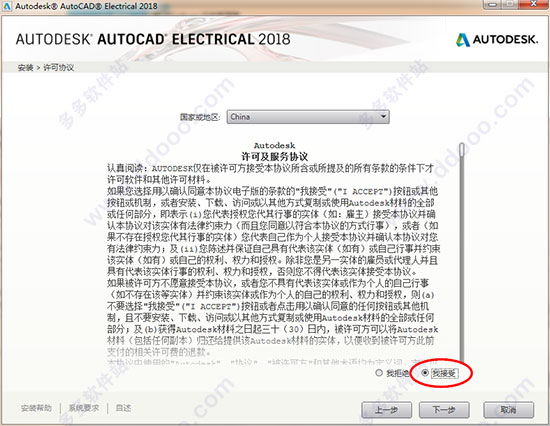 Autodesk® AutoCAD® Electrical 2018
AUTODESK® AUTOCAD® ELECTRICAL 2018
AUTODESK.
安装 > 许可协议
国家或地区: China
Autodesk
许可及服务协议
认真阅读: AUTODESK仅在被许可方接受本协议所含或所提及的所有条款的条件下才
许可软件和其他许可材料。
如果您选择用以确认同意本协议电子版的条款的"我接受"("I ACCEPT")按钮或其他
按钮或机制，或者安装、下载、访问或以其他方式复制或使用Autodesk材料的全部
或任何部分，即表示(i)您代表授权您代其行事的实体（如：雇主）接受本协议并确
认本协议对该实体有法律约束力（而且您同意以符合本协议的方式行事），或者（如
果不存在授权您代其行事的实体）您代表自己作为个人接受本协议并确认本协议对您
有法律约束力；及(ii)您陈述并保证自己具有代表该实体（如有）或自己行事并约束
该实体（如有）或自己的权利、权力和授权。除非您是另一实体的雇员或代理人并且
具有代表该实体行事的权利、权力和授权，否则您不得代表该实体接受本协议。
如果被许可方不愿意接受本协议，或者您不具有代表该实体或作为个人的自己行事
（如不存在该等实体）并约束该实体或作为个人的自己的权利、权力和授权，则(a)
不要选择"我接受"("I ACCEPT")按钮或者点击用以确认同意的任何按钮或其他机
制，且不要安装、下载、访问或以其他方式复制或使用Autodesk材料的全部或任何
部分；及(b)获得Autodesk材料之日起三十（30）日内，被许可方可以将Autodesk
材料（包括任何副本）归还给提供该Autodesk材料的实体，以便收到被许可方此前
支付的相关许可费的退款。
我拒绝 我接受
安装帮助 系统要求 自述 上一步 下一步 取消
多多软件站